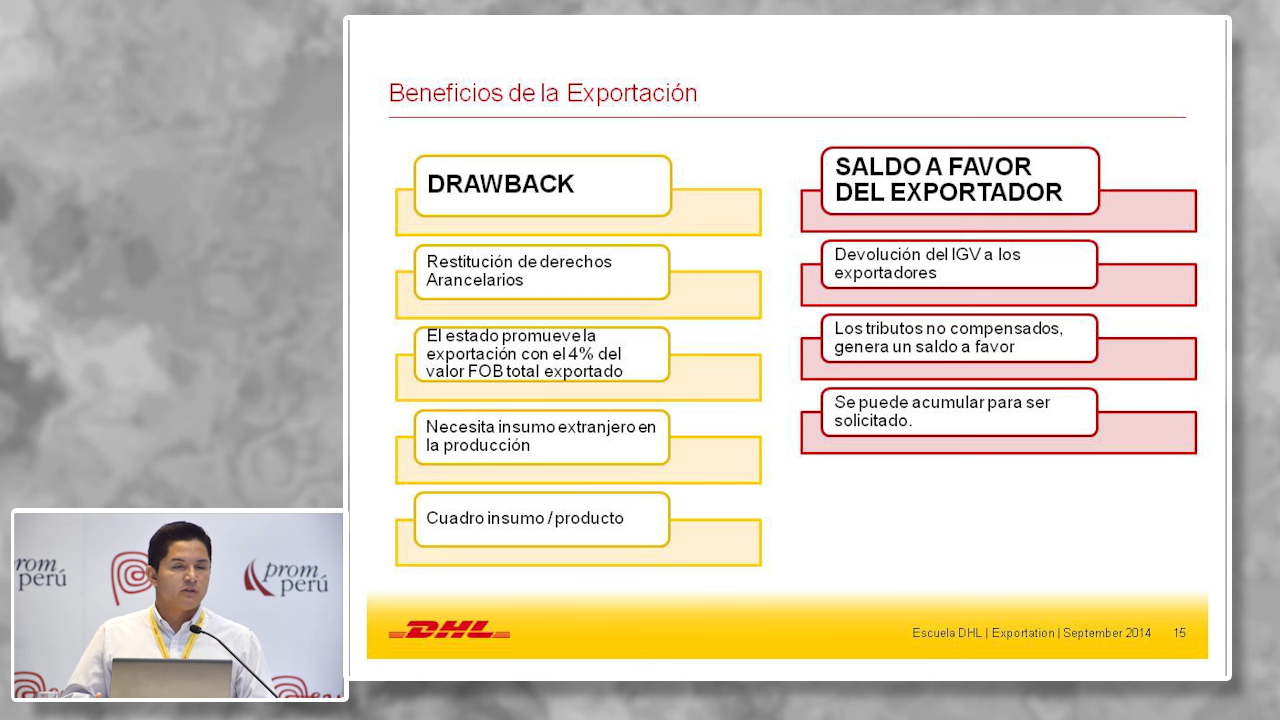 Beneficios de la Exportación
DRAWBACK
Restitución de derechos
Arancelarios
El estado promueve la
exportación con el 4% del
valor FOB total exportado
Necesita insumo extranjero en
la producción
Cuadro insumo / producto
SALDO A FAVOR
DEL EXPORTADOR
Devolución del IGV a los
exportadores
Los tributos no compensados,
genera un saldo a favor
Se puede acumular para ser
solicitado.
DHL
Escuela DHL | Exportation | September 2014 15
rom
perú
prom
perú